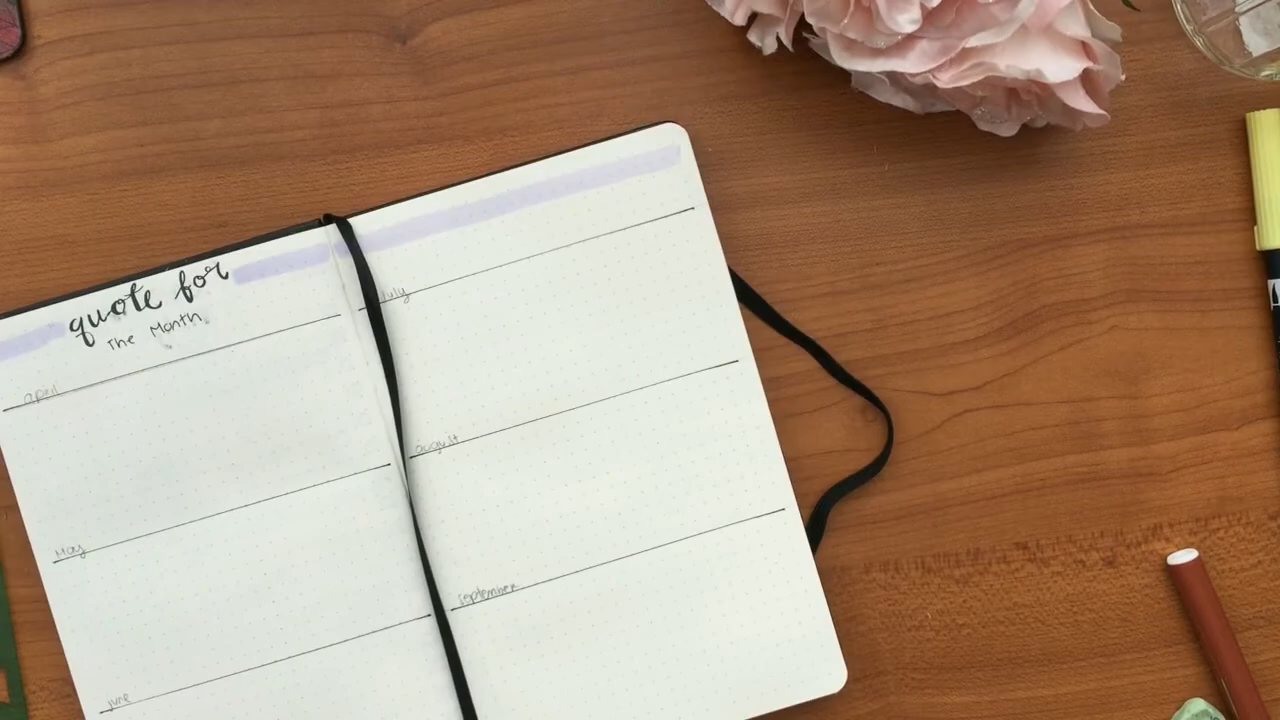 quote for
The Month
april
May
june
july
august
september